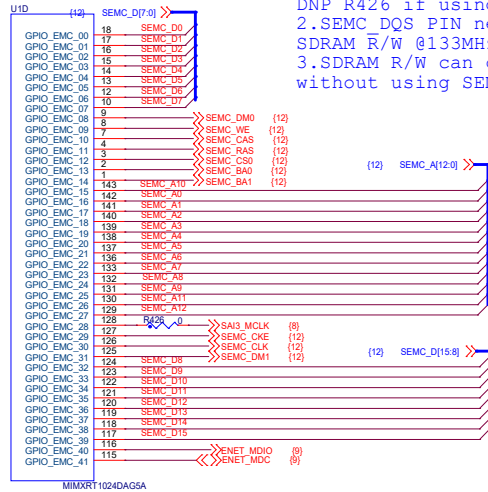 DNP R426 if using
U1D {12} SEMC_D[7:0]
2.SEMC_DQS PIN ne
SDRAM R/W @133MH
3.SDRAM R/W can
without using SEM
GPIO_EMC_00 18 SEMC_D0
GPIO_EMC_01 17 SEMC_D1
GPIO_EMC_02 16 SEMC_D2
GPIO_EMC_03 15 SEMC_D3
GPIO_EMC_04 14 SEMC_D4
GPIO_EMC_05 13 SEMC_D5
GPIO_EMC_06 12 SEMC_D6
GPIO_EMC_07 10 SEMC_D7
GPIO_EMC_08 9 SEMC_DM0 {12}
GPIO_EMC_09 8 SEMC_WE {12}
GPIO_EMC_10 7 SEMC_CAS {12}
GPIO_EMC_11 4 SEMC_RAS {12}
GPIO_EMC_12 3 SEMC_CS0 {12}
GPIO_EMC_13 2 SEMC_BA0 {12}
GPIO_EMC_14 1 SEMC_BA1 {12}
{12} SEMC_A[12:0]
GPIO_EMC_15 143 SEMC_A10
GPIO_EMC_16 142 SEMC_A0
GPIO_EMC_17 141 SEMC_A1
GPIO_EMC_18 140 SEMC_A2
GPIO_EMC_19 139 SEMC_A3
GPIO_EMC_20 138 SEMC_A4
GPIO_EMC_21 137 SEMC_A5
GPIO_EMC_22 136 SEMC_A6
GPIO_EMC_23 133 SEMC_A7
GPIO_EMC_24 132 SEMC_A8
GPIO_EMC_25 131 SEMC_A9
GPIO_EMC_26 130 SEMC_A11
GPIO_EMC_27 129 SEMC_A12
GPIO_EMC_28 128 R426 0 SAI3_MCLK {8}
GPIO_EMC_29 127 SEMC_CKE {12}
GPIO_EMC_30 126 SEMC_CLK {12}
GPIO_EMC_31 125 SEMC_DM1 {12}
{12} SEMC_D[15:8]
GPIO_EMC_32 124 SEMC_D8
GPIO_EMC_33 123 SEMC_D9
GPIO_EMC_34 122 SEMC_D10
GPIO_EMC_35 121 SEMC_D11
GPIO_EMC_36 120 SEMC_D12
GPIO_EMC_37 119 SEMC_D13
GPIO_EMC_38 118 SEMC_D14
GPIO_EMC_39 117 SEMC_D15
GPIO_EMC_40 116 ENET_MDIO {9}
GPIO_EMC_41 115 ENET_MDC {9}
MIMXRT1024DAG5A